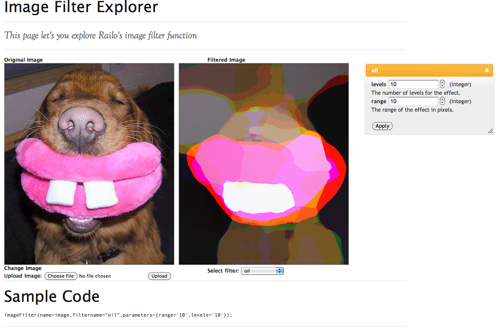 Image Filter Explorer
This page let's you explore Railo's image filter function
Original Image
Filtered Image
oil
levels 10 (Integer)
The number of levels for the effect.
range 10 (Integer)
The range of the effect in pixels.
Apply
Change Image
Upload Image: Choose File No file chosen Upload
Select filter: oil
Sample Code
imageFilter(name=image,filtername="oil",parameters={range='10',levels='10'});